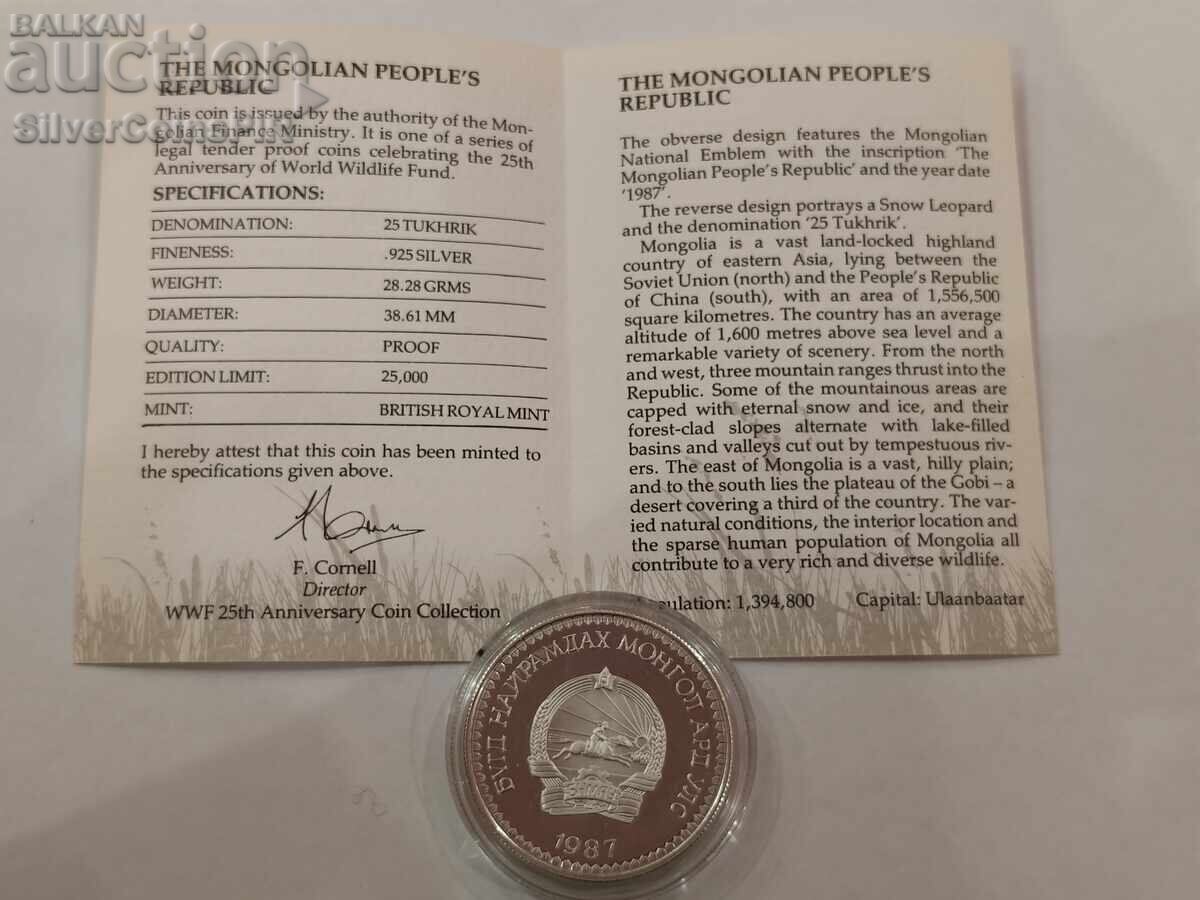 BALKAN
auction
SilverCoins
THE MONGOLIAN PEOPLE'S
REPUBLIC
This coin is issued by the authority of the Mon-
golian Finance Ministry. It is one of a series of
legal tender proof coins celebrating the 25th
Anniversary of World Wildlife Fund.
SPECIFICATIONS:
DENOMINATION: 25 TUKHRIK
FINENESS: .925 SILVER
WEIGHT: 28.28 GRMS
DIAMETER: 38.61 MM
QUALITY: PROOF
EDITION LIMIT: 25,000
MINT: BRITISH ROYAL MINT
I hereby attest that this coin has been minted to
the specifications given above.
F. Cornell
Director
WWF 25th Anniversary Coin Collection
THE MONGOLIAN PEOPLE'S
REPUBLIC
The obverse design features the Mongolian
National Emblem with the inscription 'The
Mongolian People's Republic' and the year date
'1987'.
The reverse design portrays a Snow Leopard
and the denomination '25 Tukhrik'.
Mongolia is a vast land-locked highland
country of eastern Asia, lying between the
Soviet Union (north) and the People's Republic
of China (south), with an area of 1,556,500
square kilometres. The country has an average
altitude of 1,600 metres above sea level and a
remarkable variety of scenery. From the north
and west, three mountain ranges thrust into the
Republic. Some of the mountainous areas are
capped with eternal snow and ice, and their
forest-clad slopes alternate with lake-filled
basins and valleys cut out by tempestuous riv-
ers. The east of Mongolia is a vast, hilly plain;
and to the south lies the plateau of the Gobi – a
desert covering a third of the country. The var-
ied natural conditions, the interior location and
the sparse human population of Mongolia all
contribute to a very rich and diverse wildlife.
ulation: 1,394,800 Capital: Ulaanbaatar
БҮГД НАЙРАМДАХ МОНГОЛ АРД УЛС
1987